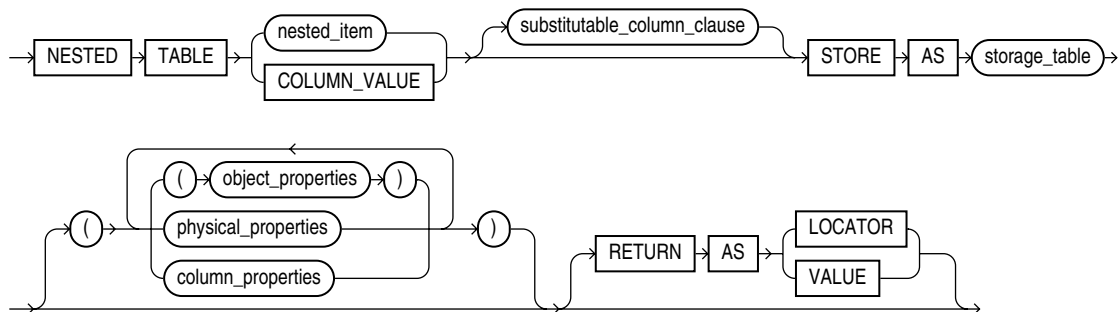 substitutable_column_clause
nested_item
NESTED TABLE STORE AS storage_table
COLUMN_VALUE
( object_properties )
( physical_properties )
column_properties
LOCATOR
RETURN AS
VALUE